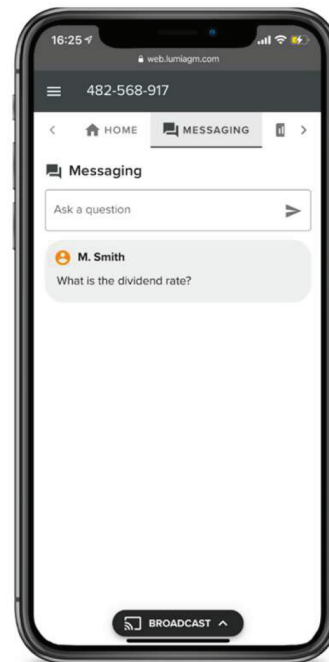 16:25
web.lumiagm.com
482-568-917
HOME MESSAGING
Messaging
Ask a question
M. Smith
What is the dividend rate?
BROADCAST